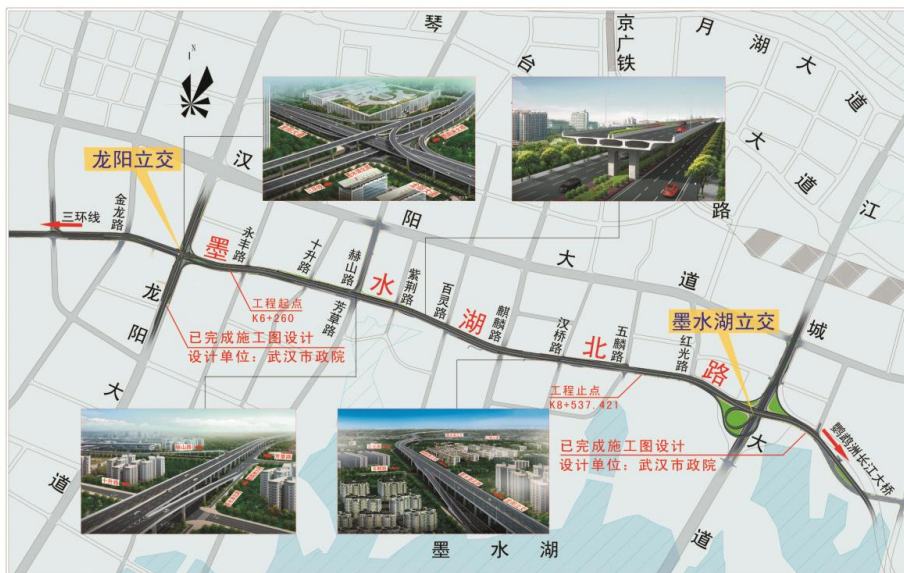 琴台大道
京广铁路
月湖大道
N
龙阳立交
汉阳大道
江城大道
金龙路
三环线
墨水湖北路
永丰路
十升路
赫山路
紫荆路
百灵路
芳草路
麒麟路
汉桥路
五麟路
红光路
墨水湖立交
龙阳大道
工程起点
K6+260
已完成施工图设计
设计单位：武汉市政院
工程止点
K8+537.421
已完成施工图设计
设计单位：武汉市政院
鹦鹉洲长江大桥
墨水湖